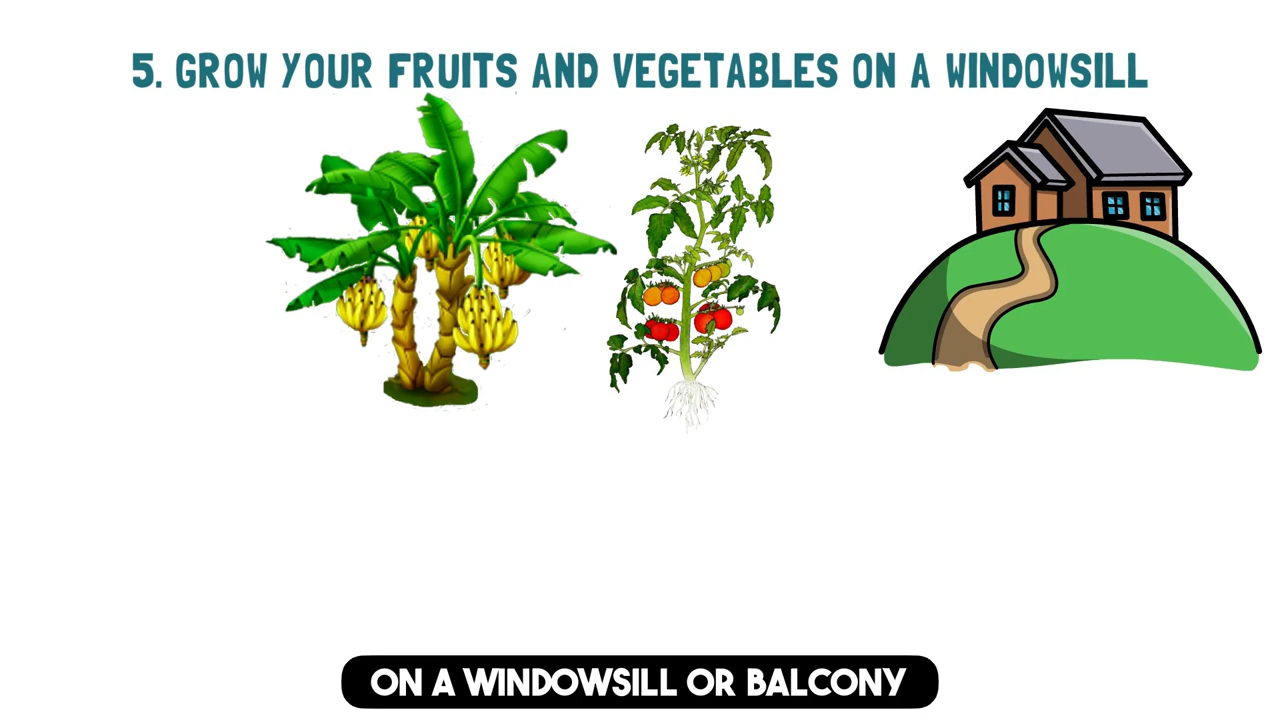 5. GROW YOUR FRUITS AND VEGETABLES ON A WINDOWSILL
ON A WINDOWSILL OR BALCONY